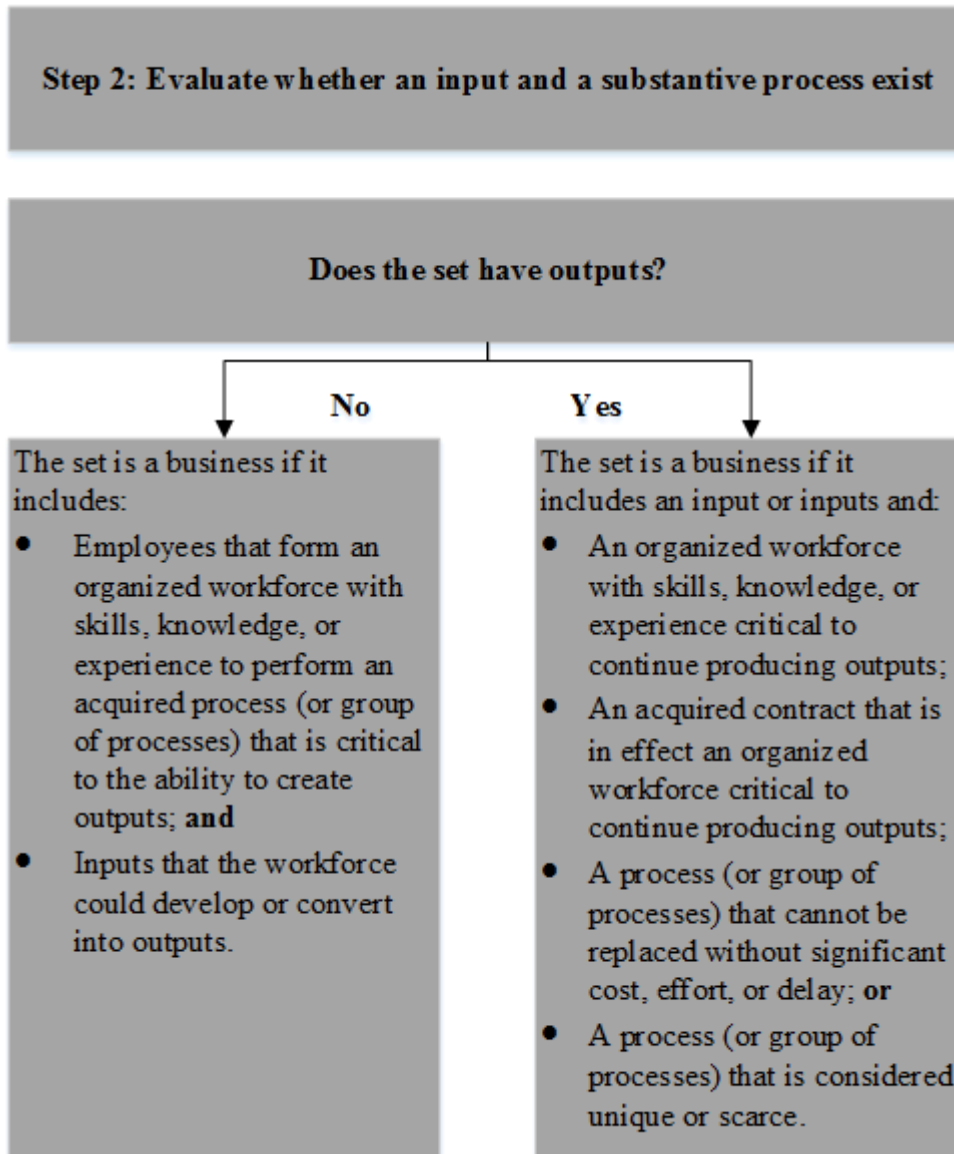 Step 2: Evaluate whether an input and a substantive process exist
Does the set have outputs?
No
Yes
The set is a business if it
includes:
● Employees that form an
organized workforce with
skills, knowledge, or
experience to perform an
acquired process (or group
of processes) that is critical
to the ability to create
outputs; and
● Inputs that the workforce
could develop or convert
into outputs.
The set is a business if it
includes an input or inputs and:
● An organized workforce
with skills, knowledge, or
experience critical to
continue producing outputs;
● An acquired contract that is
in effect an organized
workforce critical to
continue producing outputs;
● A process (or group of
processes) that cannot be
replaced without significant
cost, effort, or delay; or
● A process (or group of
processes) that is considered
unique or scarce.